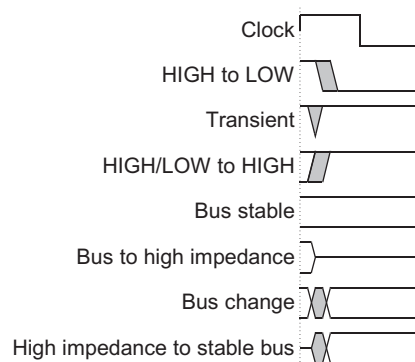 Clock
HIGH to LOW
Transient
HIGH/LOW to HIGH
Bus stable
Bus to high impedance
Bus change
High impedance to stable bus